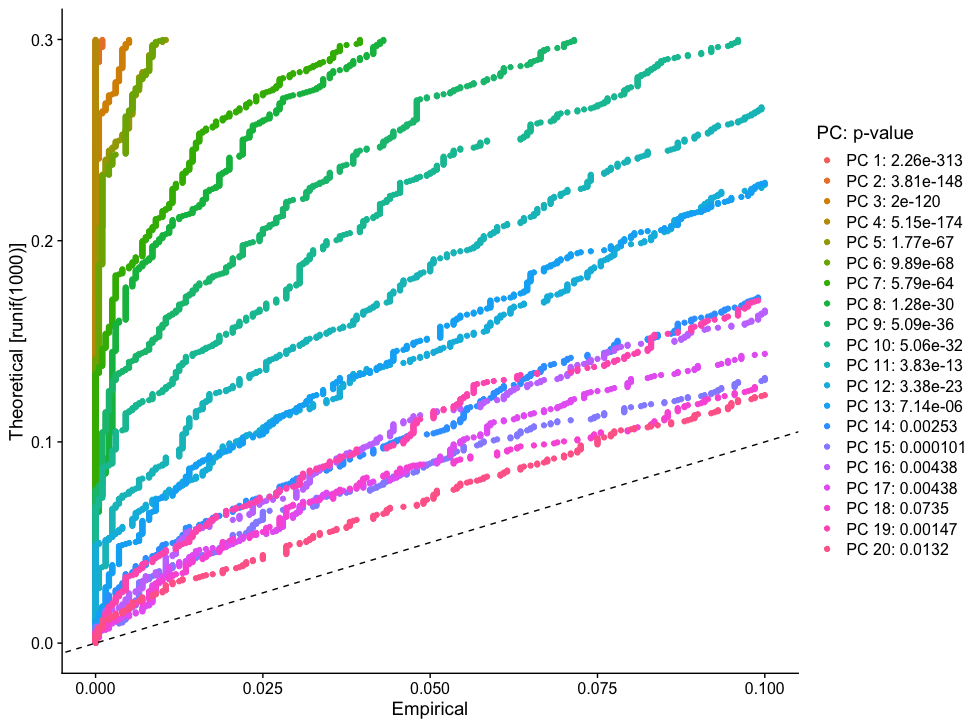 0.3
0.2
0.1
0.0
Theoretical [runif(1000)]
0.000 0.025 0.050 0.075 0.100
Empirical
PC: p-value
PC 1: 2.26e-313
PC 2: 3.81e-148
PC 3: 2e-120
PC 4: 5.15e-174
PC 5: 1.77e-67
PC 6: 9.89e-68
PC 7: 5.79e-64
PC 8: 1.28e-30
PC 9: 5.09e-36
PC 10: 5.06e-32
PC 11: 3.83e-13
PC 12: 3.38e-23
PC 13: 7.14e-06
PC 14: 0.00253
PC 15: 0.000101
PC 16: 0.00438
PC 17: 0.00438
PC 18: 0.0735
PC 19: 0.00147
PC 20: 0.0132